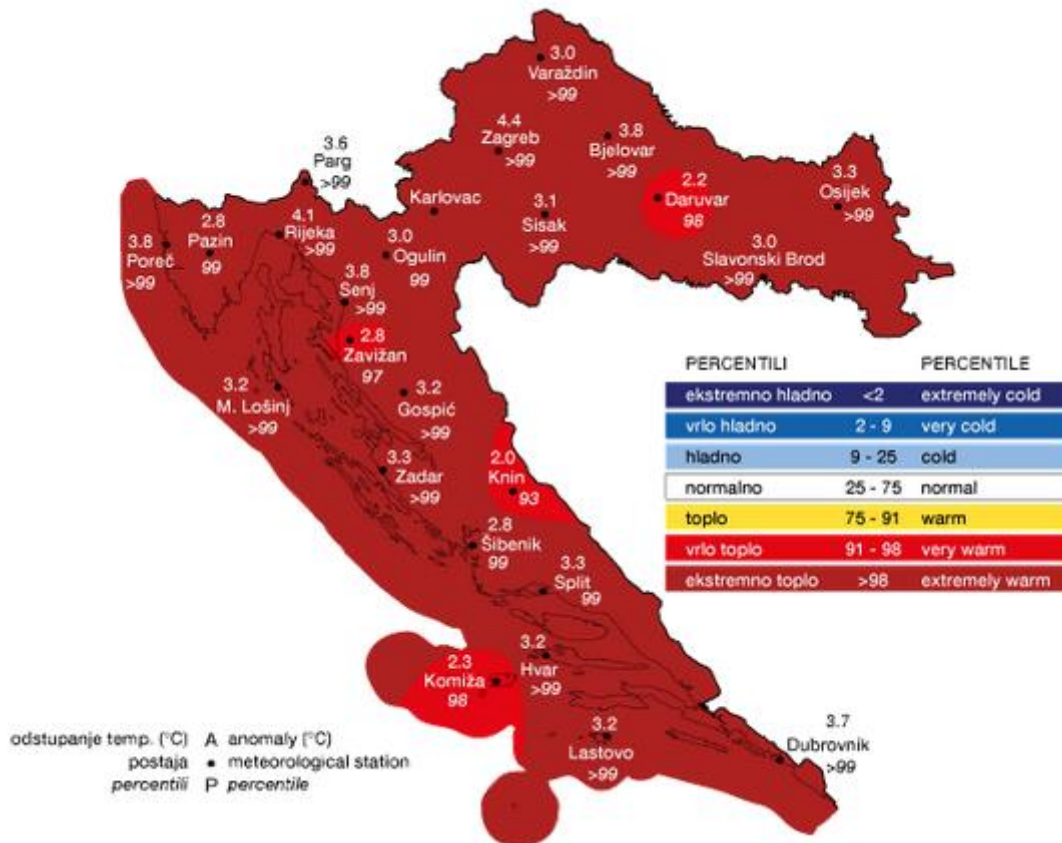 3.0
Varaždin
>99
4.4
Zagreb
>99
3.8
Bjelovar
>99
3.6
Parg
>99
2.2
Daruvar
98
3.3
Osijek
>99
Karlovac
3.1
Sisak
>99
2.8
Pazin
99
4.1
Rijeka
>99
3.8
Poreč
>99
3.0
Ogulin
99
3.0
Slavonski Brod
>99
3.8
Senj
>99
2.8
Zavižan
97
3.2
M. Lošinj
>99
3.2
Gospić
>99
3.3
Zadar
>99
2.0
Knin
93
2.8
Šibenik
99
3.3
Split
99
3.2
Hvar
>99
2.3
Komiža
98
3.2
Lastovo
>99
3.7
Dubrovnik
>99
PERCENTILI PERCENTILE
ekstremno hladno <2 extremely cold
vrlo hladno 2 - 9 very cold
hladno 9 - 25 cold
normalno 25 - 75 normal
toplo 75 - 91 warm
vrlo toplo 91 - 98 very warm
ekstremno toplo >98 extremely warm
odstupanje temp. (°C) A anomaly (°C)
postaja • meteorological station
percentili P percentile